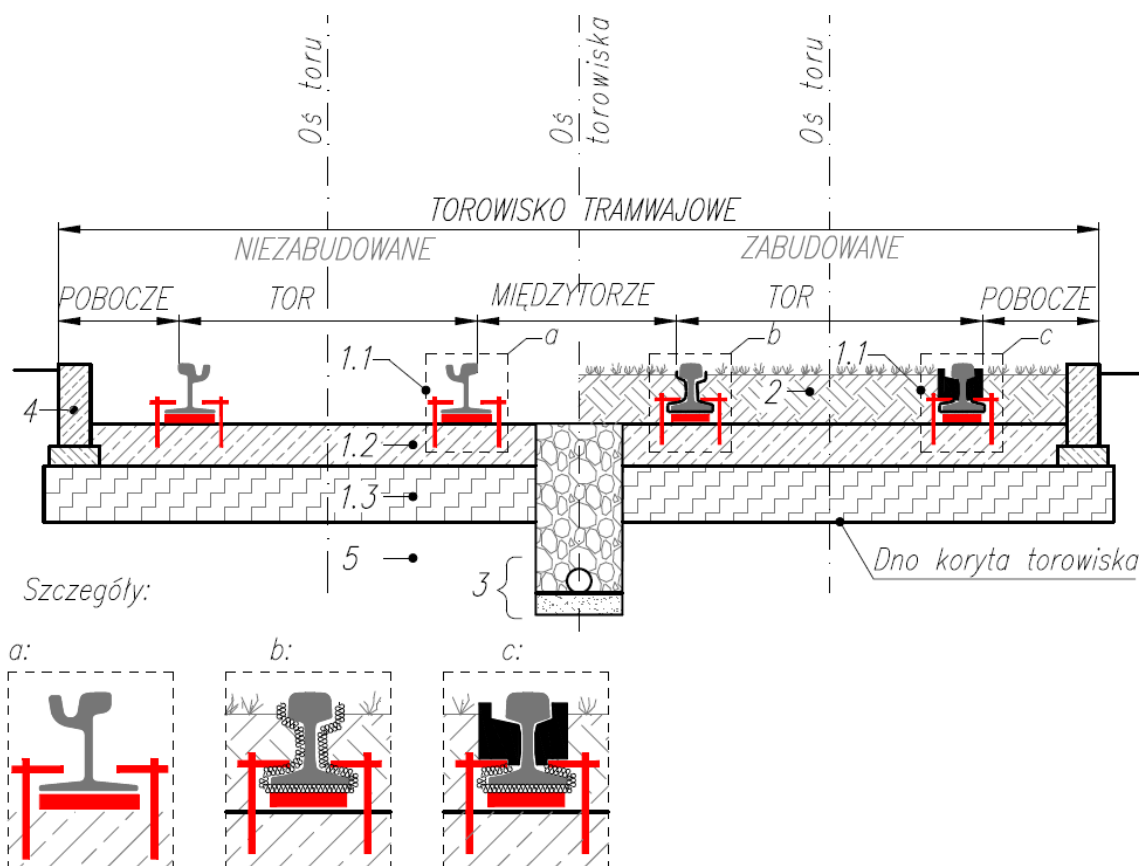 Oś toru
Oś
torowiska
Oś toru
TOROWISKO TRAMWAJOWE
NIEZABUDOWANE
ZABUDOWANE
POBOCZE
TOR
MIĘDZYTORZE
TOR
POBOCZE
a
b
c
1.1
1.1
2
4
1.2
1.3
5
3
Dno koryta torowiska
Szczegóły:
a:
b:
c: